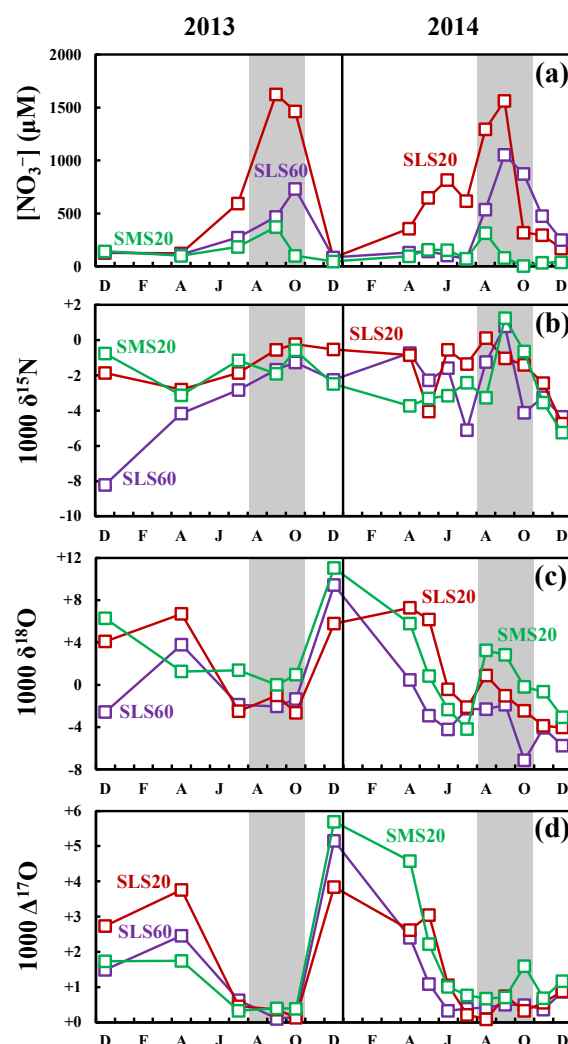 2013 2014
(a)
[NO₃⁻] (μM)
2000
1500
1000
500
0
SLS20
SLS60
SMS20
D F A J A O D F A J A O D
(b)
1000 δ¹⁵N
+2
0
-2
-4
-6
-8
-10
SMS20
SLS20
SLS60
D F A J A O D F A J A O D
(c)
1000 δ¹⁸O
+12
+8
+4
0
-4
-8
SLS20
SMS20
SLS60
D F A J A O D F A J A O D
(d)
1000 Δ¹⁷O
+6
+5
+4
+3
+2
+1
+0
SMS20
SLS20
SLS60
D F A J A O D F A J A O D